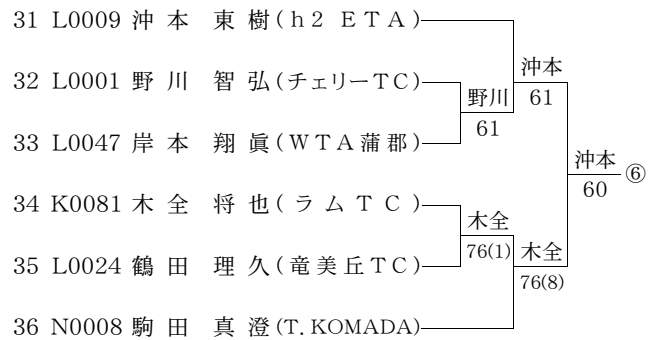 31 L0009 沖本 東樹(h2 ETA)
沖本
32 L0001 野川 智弘(チェリーTC)
野川
61
61
33 L0047 岸本 翔眞(WTA蒲郡)
沖本
⑥
60
34 K0081 木全 将也(ラムTC)
木全
76(1)
木全
35 L0024 鶴田 理久(竜美丘TC)
76(8)
36 N0008 駒田 真澄(T.KOMADA)